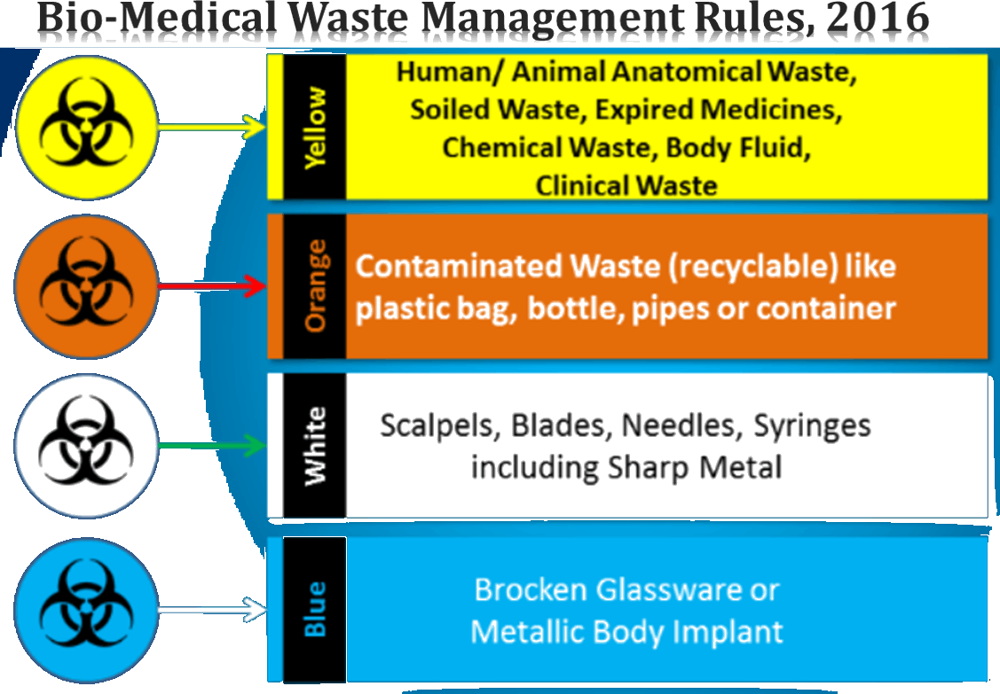 Bio-Medical Waste Management Rules, 2016
Yellow
Human/ Animal Anatomical Waste,
Soiled Waste, Expired Medicines,
Chemical Waste, Body Fluid,
Clinical Waste
Orange
Contaminated Waste (recyclable) like
plastic bag, bottle, pipes or container
White
Scalpels, Blades, Needles, Syringes
including Sharp Metal
Blue
Brocken Glassware or
Metallic Body Implant